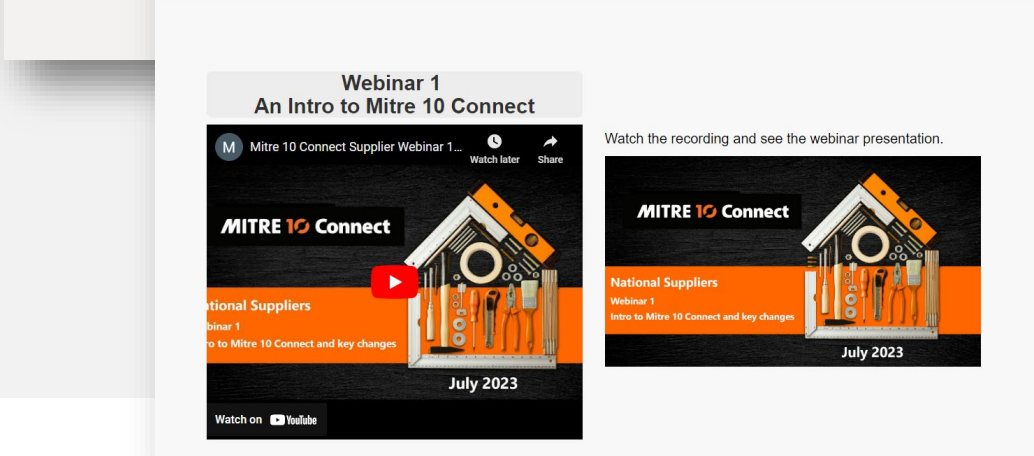 Webinar 1
An Intro to Mitre 10 Connect
M Mitre 10 Connect Supplier Webinar 1...
Watch later
Share
MITRE 10 Connect
tional Suppliers
binar 1
ro to Mitre 10 Connect and key changes
July 2023
Watch on YouTube
Watch the recording and see the webinar presentation.
MITRE 10 Connect
National Suppliers
Webinar 1
Intro to Mitre 10 Connect and key changes
July 2023